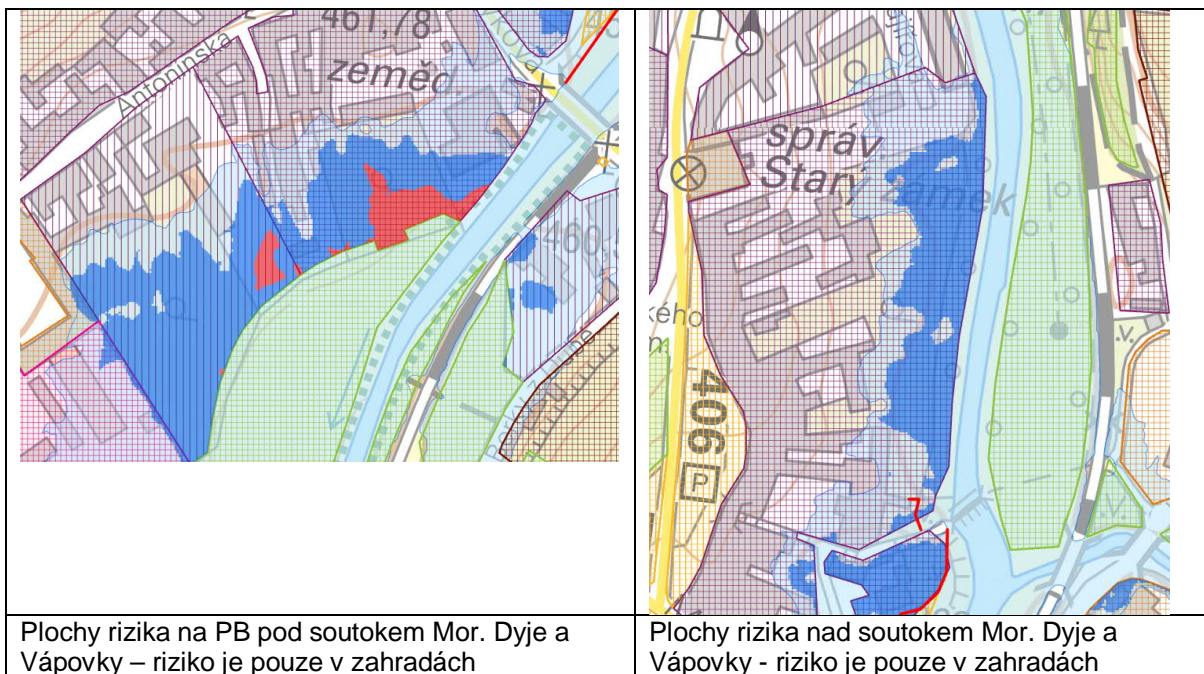 461,78
Antonínská
zeměd.
460,
správ.
Starý zámek
kého
406
P
Plochy rizika na PB pod soutokem Mor. Dyje a
Vápovky – riziko je pouze v zahradách
Plochy rizika nad soutokem Mor. Dyje a
Vápovky - riziko je pouze v zahradách